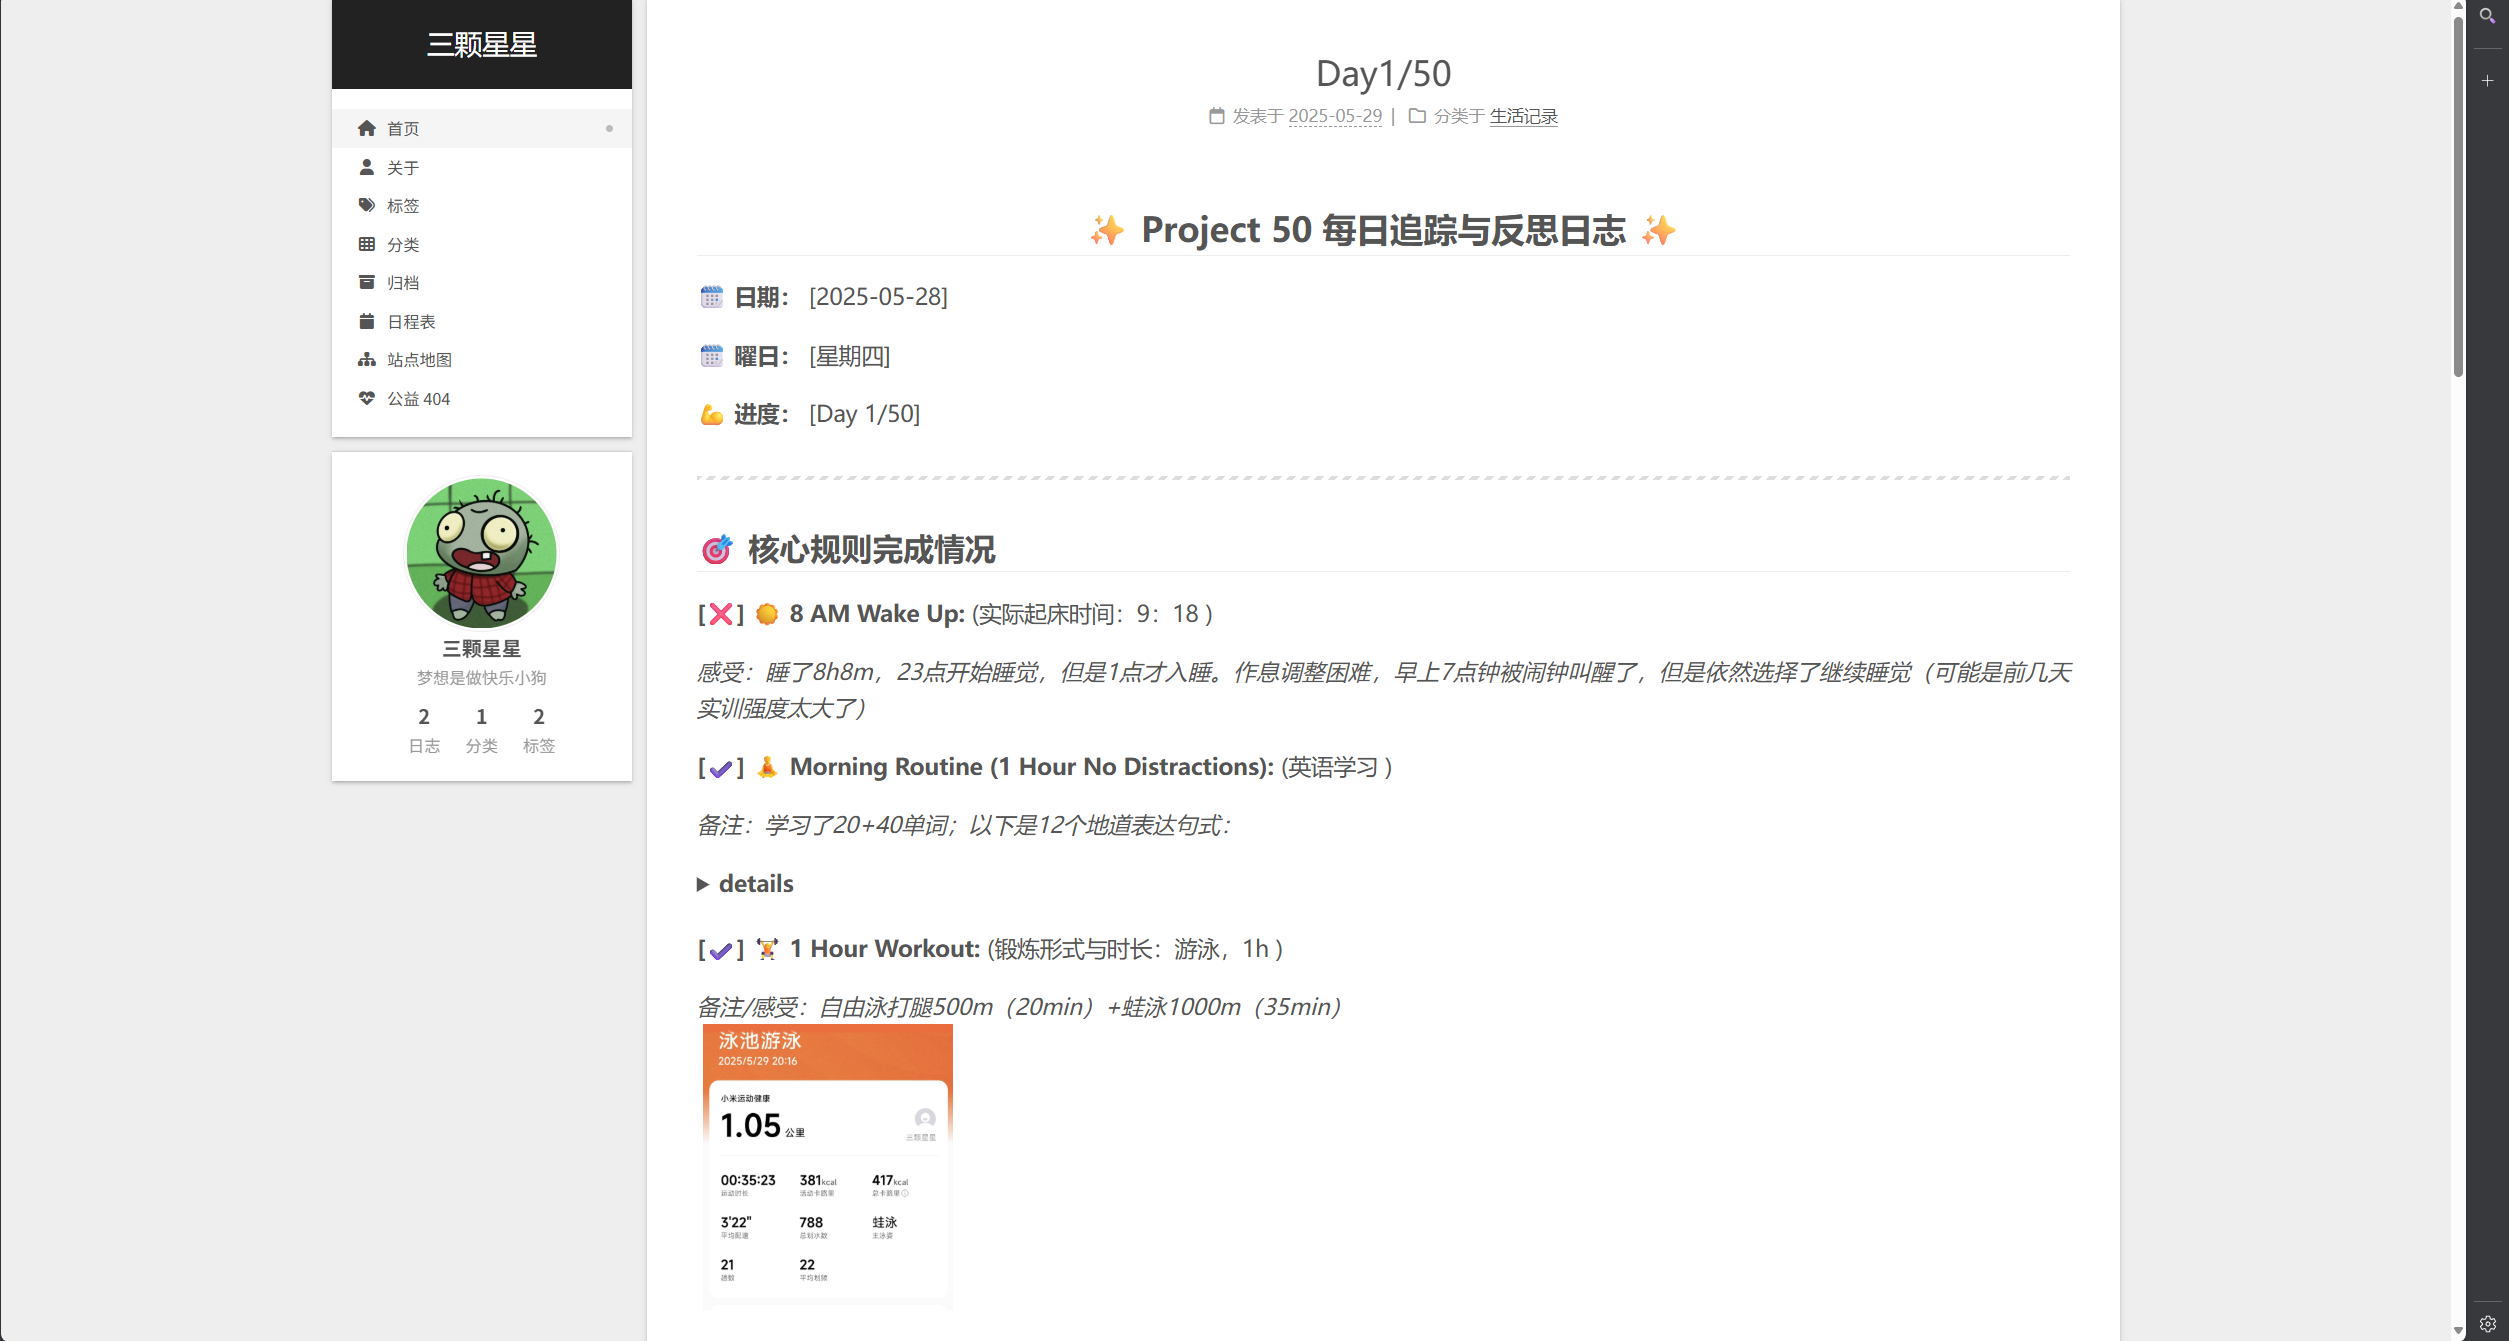 三颗星星
首页
关于
标签
分类
归档
日程表
站点地图
公益 404
三颗星星
梦想是做快乐小狗
2 1 2
日志 分类 标签
Day1/50
发表于 2025-05-29 | 分类于 生活记录
✨ Project 50 每日追踪与反思日志 ✨
🗓️ 日期： [2025-05-28]
🗓️ 曜日： [星期四]
💪 进度： [Day 1/50]
🎯 核心规则完成情况
[❌] 🌞 8 AM Wake Up: (实际起床时间：9：18 )
感受：睡了8h8m，23点开始睡觉，但是1点才入睡。作息调整困难，早上7点钟被闹钟叫醒了，但是依然选择了继续睡觉（可能是前几天
实训强度太大了）
[✔️] 🧘 Morning Routine (1 Hour No Distractions): (英语学习 )
备注：学习了20+40单词；以下是12个地道表达句式：
▶ details
[✔️] 🏋️ 1 Hour Workout: (锻炼形式与时长：游泳，1h )
备注/感受：自由泳打腿500m（20min）+蛙泳1000m（35min）
泳池游泳
2025/5/29 20:16
小米运动健康
1.05 公里
三颗星星
00:35:23 381kcal 417kcal
运动时长 活动卡路里 总卡路里
3'22" 788 蛙泳
平均配速 总划水数 主泳姿
21 22
趟数 平均划频